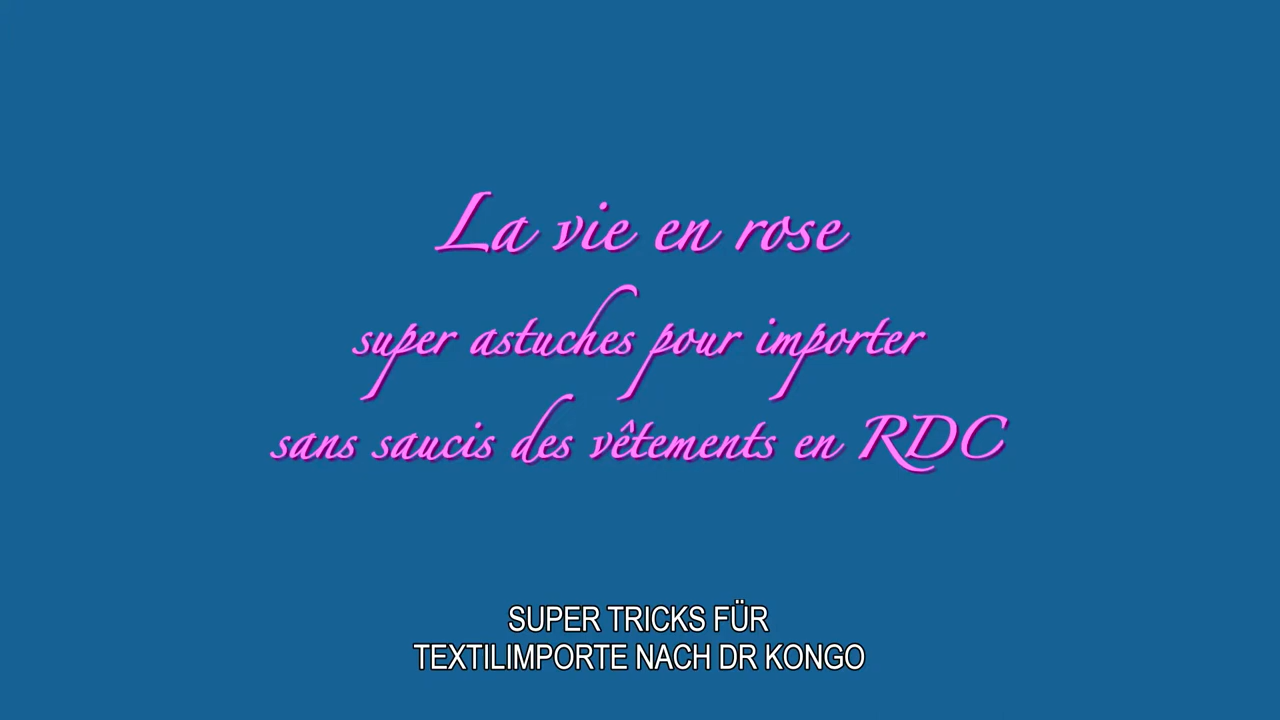 La vie en rose
super astuches pour importer
sans saucis des vêtements en RDC
SUPER TRICKS FÜR
TEXTILIMPORTE NACH DR KONGO